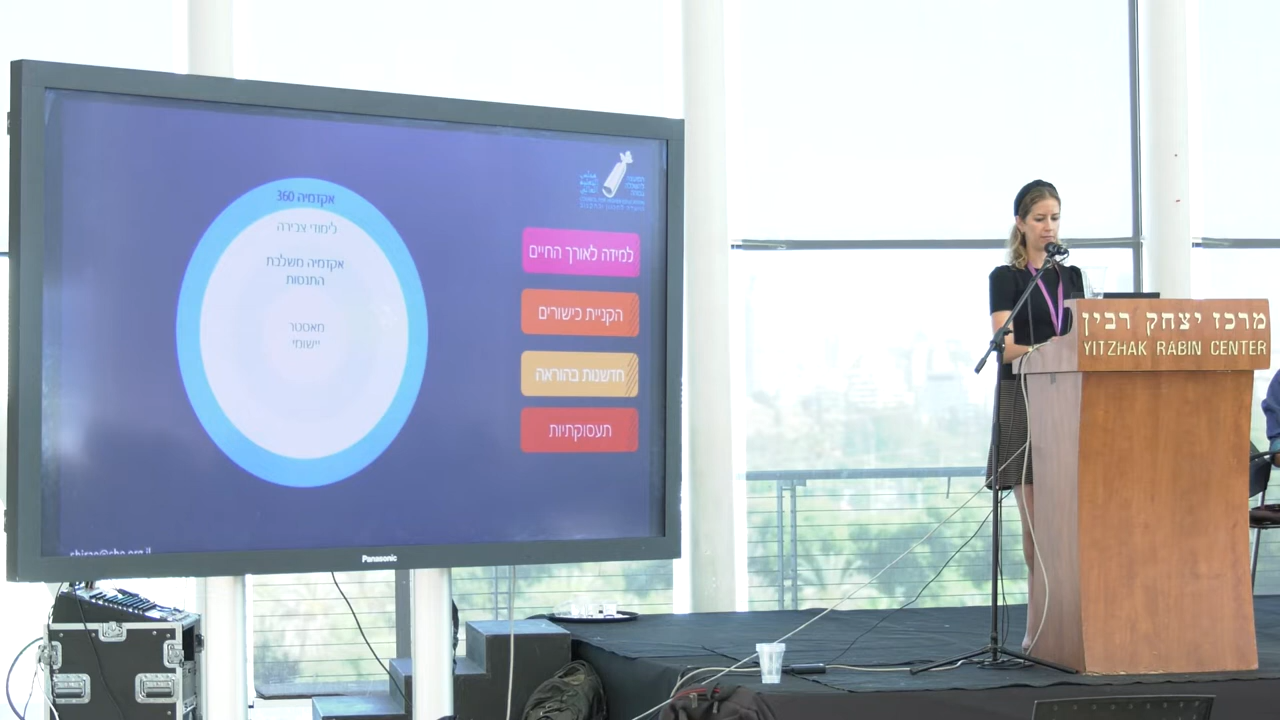 אקדמיה 360
לימודי צבירה
אקדמיה משלבת
התנסות
מאסטר
יישומי
למידה לאורך החיים
הקניית כישורים
חדשנות בהוראה
תעסוקתיות
Panasonic
מרכז יצחק רבין
YITZHAK RABIN CENTER